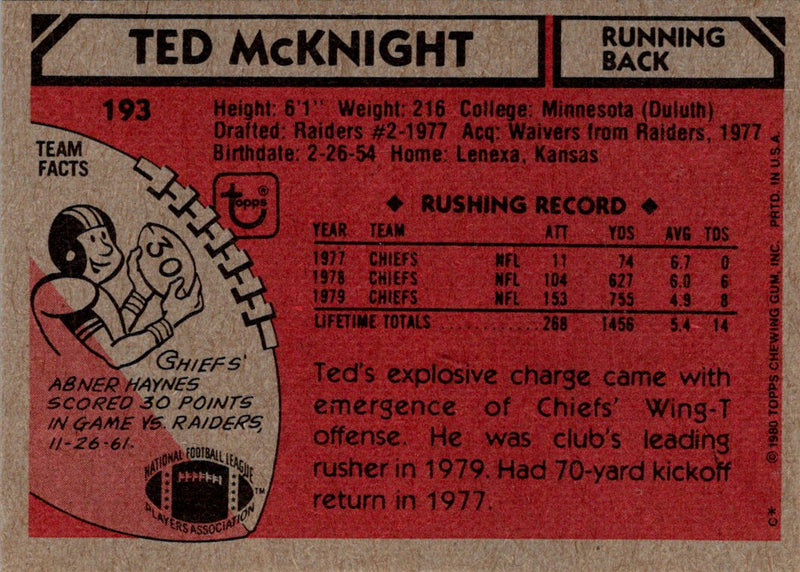 TED McKNIGHT
RUNNING
BACK
193
Height: 6'1" Weight: 216 College: Minnesota (Duluth)
Drafted: Raiders #2-1977 Acq: Waivers from Raiders, 1977
Birthdate: 2-26-54 Home: Lenexa, Kansas
TEAM
FACTS
topps®
30
CHIEFS'
ABNER HAYNES
SCORED 30 POINTS
IN GAME VS. RAIDERS,
11-26-61.
NATIONAL FOOTBALL LEAGUE
PLAYERS ASSOCIATION
TM
◆ RUSHING RECORD ◆
YEAR TEAM ATT YDS AVG TDS
1977 CHIEFS NFL 11 74 6.7 0
1978 CHIEFS NFL 104 627 6.0 6
1979 CHIEFS NFL 153 755 4.9 8
LIFETIME TOTALS .............. 268 1456 5.4 14
Ted's explosive charge came with
emergence of Chiefs' Wing-T
offense. He was club's leading
rusher in 1979. Had 70-yard kickoff
return in 1977.
C* © 1980 TOPPS CHEWING GUM, INC. PRTD. IN U.S.A.